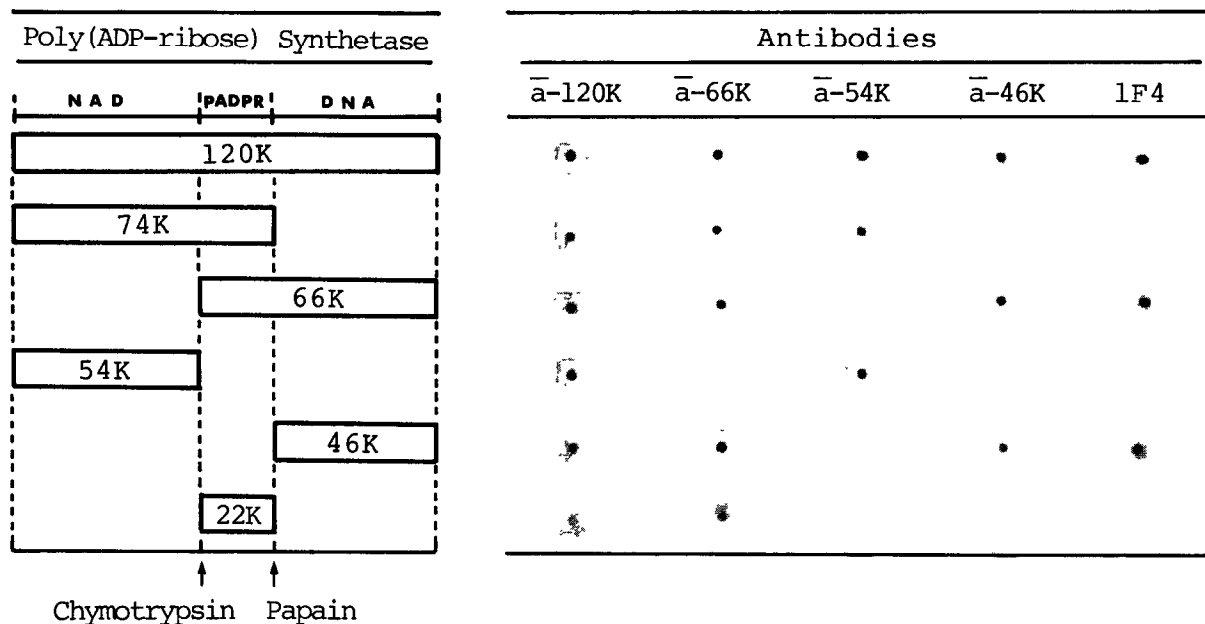 Poly(ADP-ribose) Synthetase
NAD PADPR DNA
120K
74K
66K
54K
46K
22K
Chymotrypsin Papain
Antibodies
a̅-120K a̅-66K a̅-54K a̅-46K 1F4